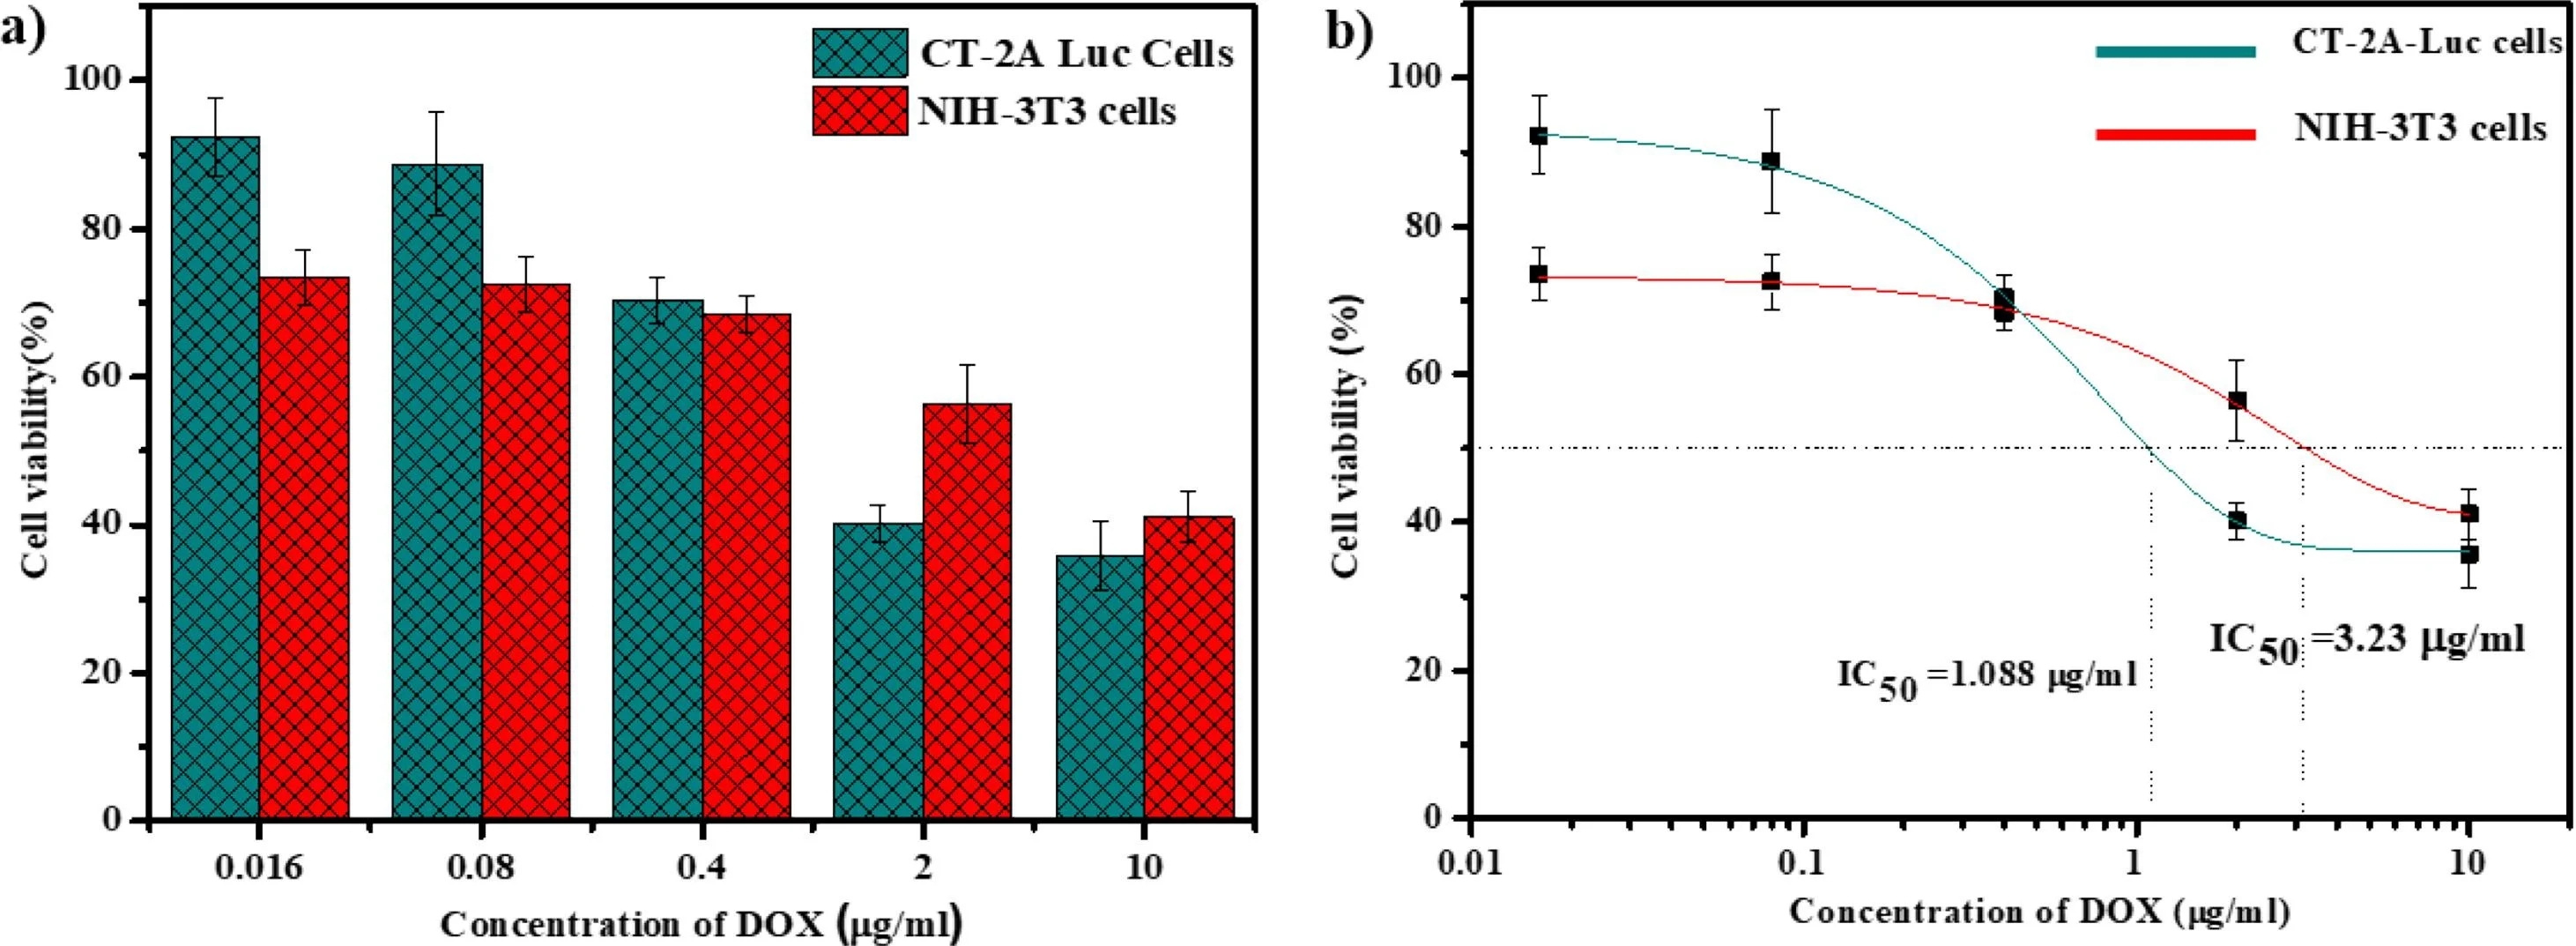 a)
CT-2A Luc Cells
NIH-3T3 cells
100
80
60
40
20
0
Cell viability(%)
0.016 0.08 0.4 2 10
Concentration of DOX (µg/ml)
b)
CT-2A-Luc cells
NIH-3T3 cells
100
80
60
40
20
0
Cell viability (%)
IC50 =3.23 µg/ml
IC50 =1.088 µg/ml
0.01 0.1 1 10
Concentration of DOX (µg/ml)